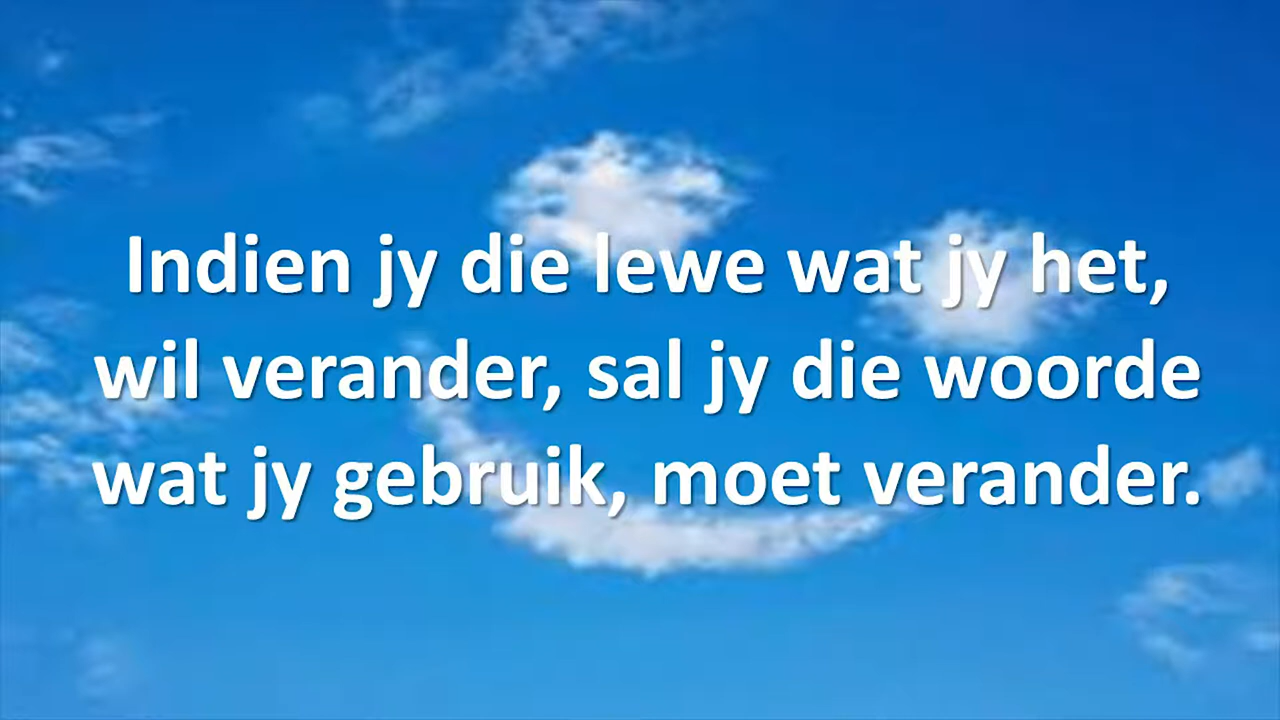 Indien jy die lewe wat jy het,
wil verander, sal jy die woorde
wat jy gebruik, moet verander.